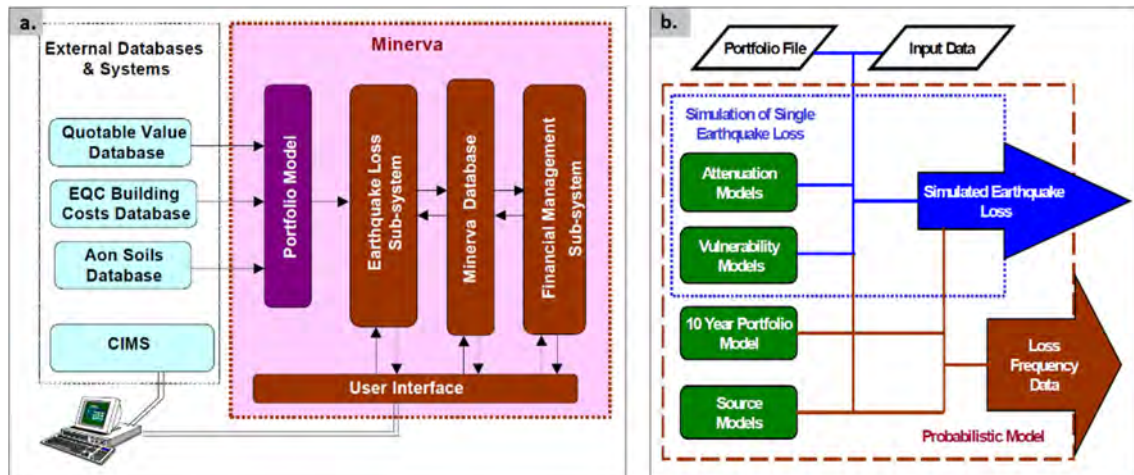 a.
External Databases
& Systems
Quotable Value
Database
EQC Building
Costs Database
Aon Soils
Database
CIMS
Minerva
Portfolio Model
Earthquake Loss
Sub-system
Minerva Database
Financial Management
Sub-system
User Interface
b.
Portfolio File
Input Data
Simulation of Single
Earthquake Loss
Attenuation
Models
Vulnerability
Models
Simulated Earthquake
Loss
10 Year Portfolio
Model
Source
Models
Loss
Frequency
Data
Probabilistic Model